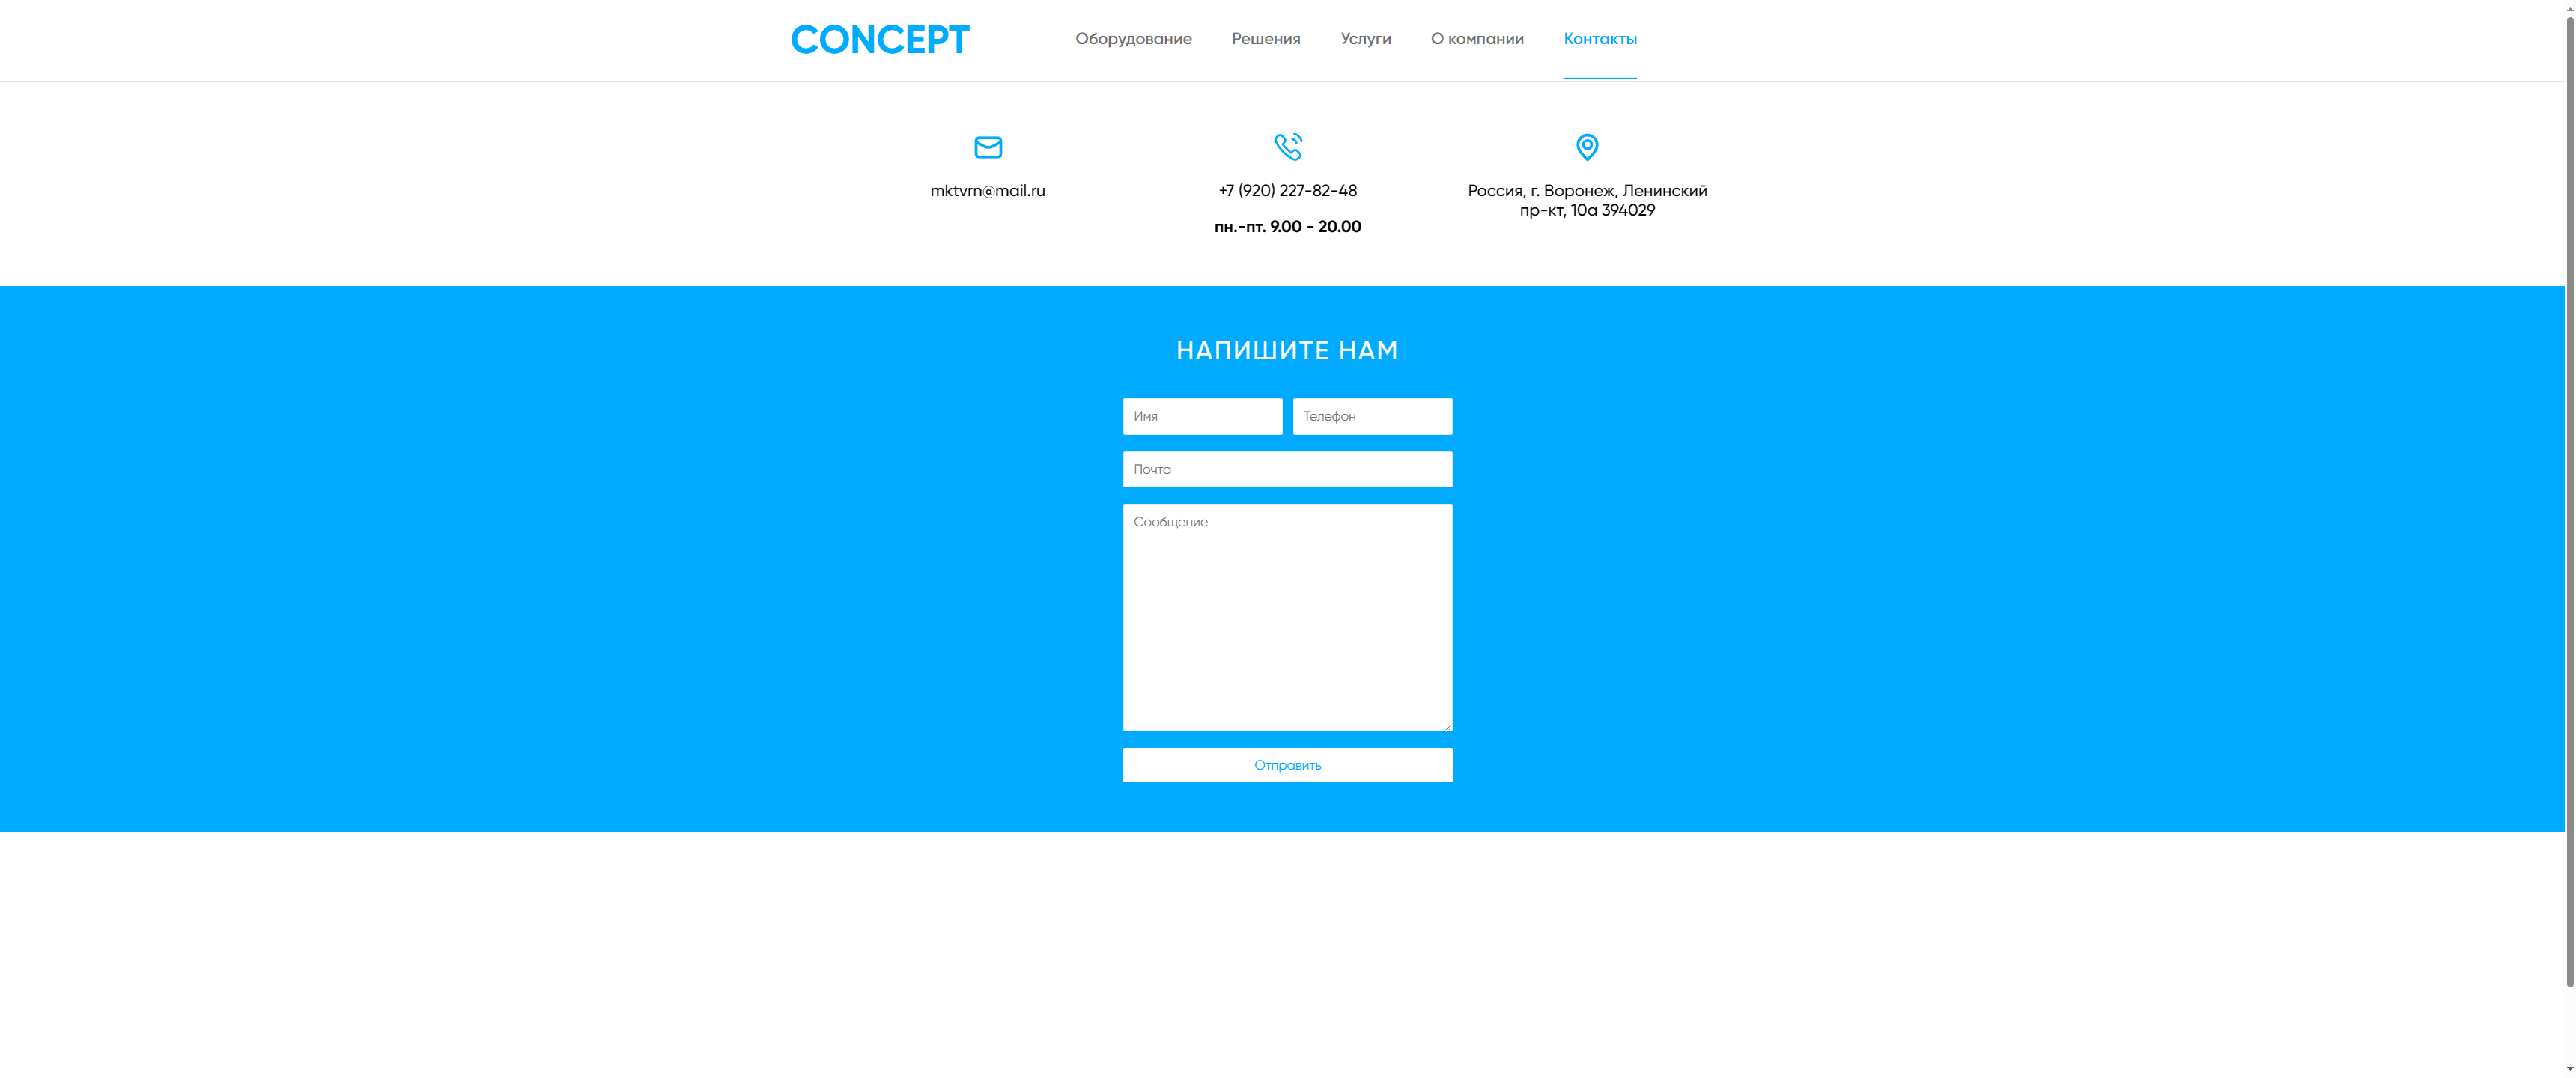 CONCEPT
Оборудование
Решения
Услуги
О компании
Контакты
mktvrn@mail.ru
+7 (920) 227-82-48
пн.-пт. 9.00 - 20.00
Россия, г. Воронеж, Ленинский
пр-кт, 10а 394029
НАПИШИТЕ НАМ
Имя
Телефон
Почта
Сообщение
Отправить